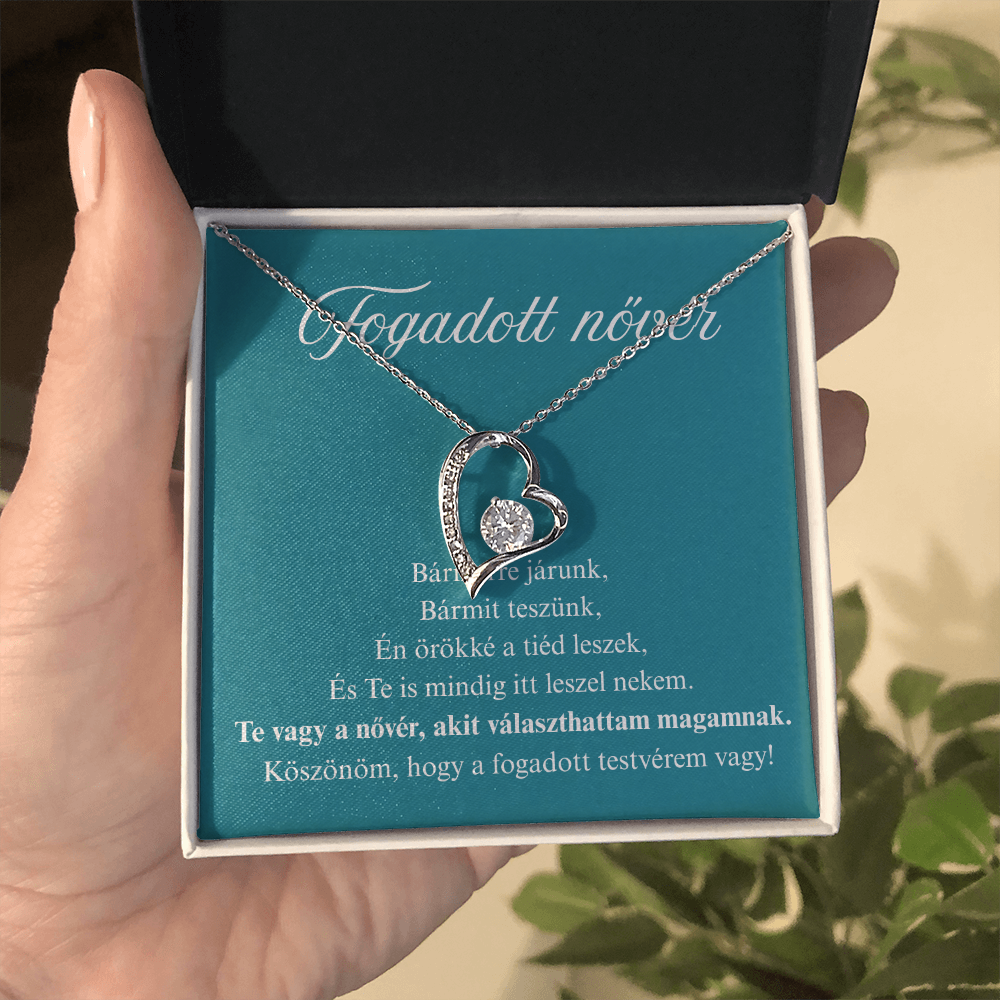 Fogadott nővér
járunk,
Bármit teszünk,
Én örökké a tiéd leszek,
És Te is mindig itt leszel nekem.
Te vagy a nővér, akit választhattam magamnak.
Köszönöm, hogy a fogadott testvérem vagy!